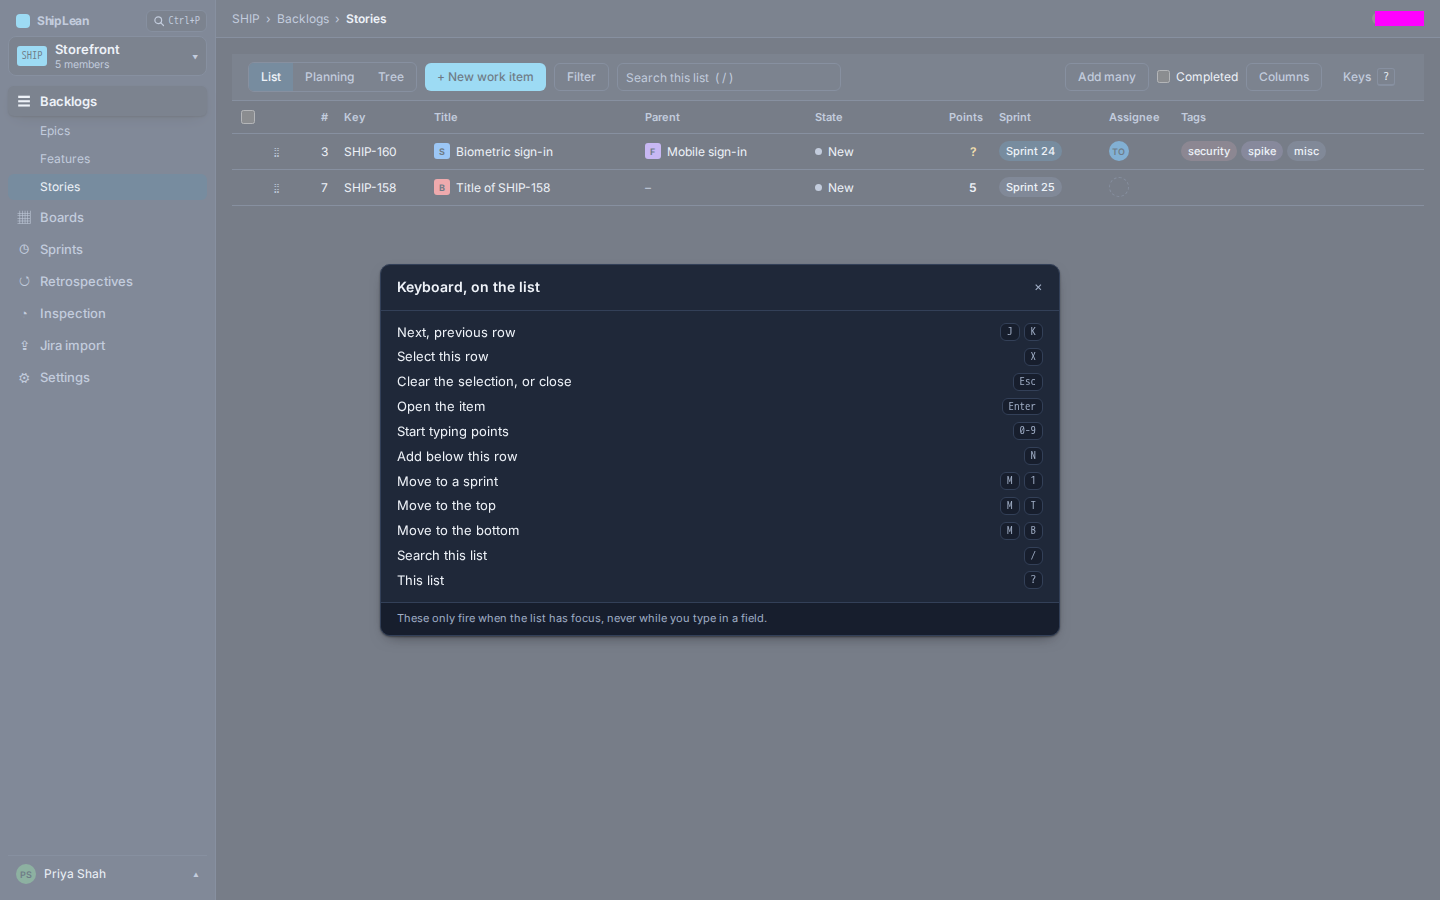 ShipLean
Ctrl+P
SHIP
Storefront
5 members
Backlogs
Epics
Features
Stories
Boards
Sprints
Retrospectives
Inspection
Jira import
Settings
PS
Priya Shah
SHIP › Backlogs › Stories
List
Planning
Tree
+ New work item
Filter
Search this list ( / )
Add many
Completed
Columns
Keys ?
# Key Title Parent State Points Sprint Assignee Tags
3 SHIP-160 S Biometric sign-in F Mobile sign-in New ? Sprint 24 TO security spike misc
7 SHIP-158 B Title of SHIP-158 – New 5 Sprint 25
Keyboard, on the list ×
Next, previous row J K
Select this row X
Clear the selection, or close Esc
Open the item Enter
Start typing points 0-9
Add below this row N
Move to a sprint M 1
Move to the top M T
Move to the bottom M B
Search this list /
This list ?
These only fire when the list has focus, never while you type in a field.